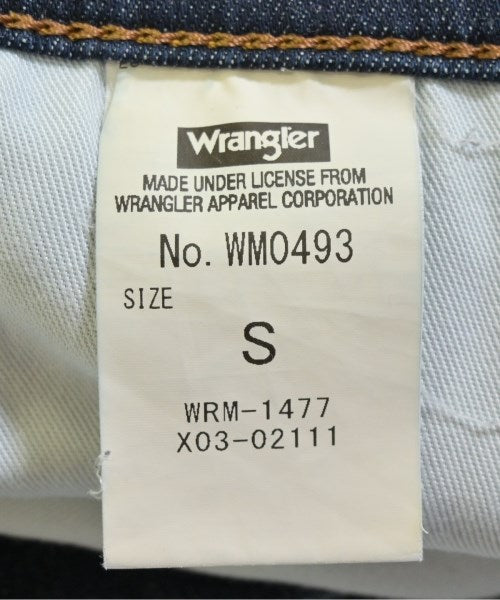 Wrangler
MADE UNDER LICENSE FROM
WRANGLER APPAREL CORPORATION
No. WM0493
SIZE
S
WRM-1477
X03-02111